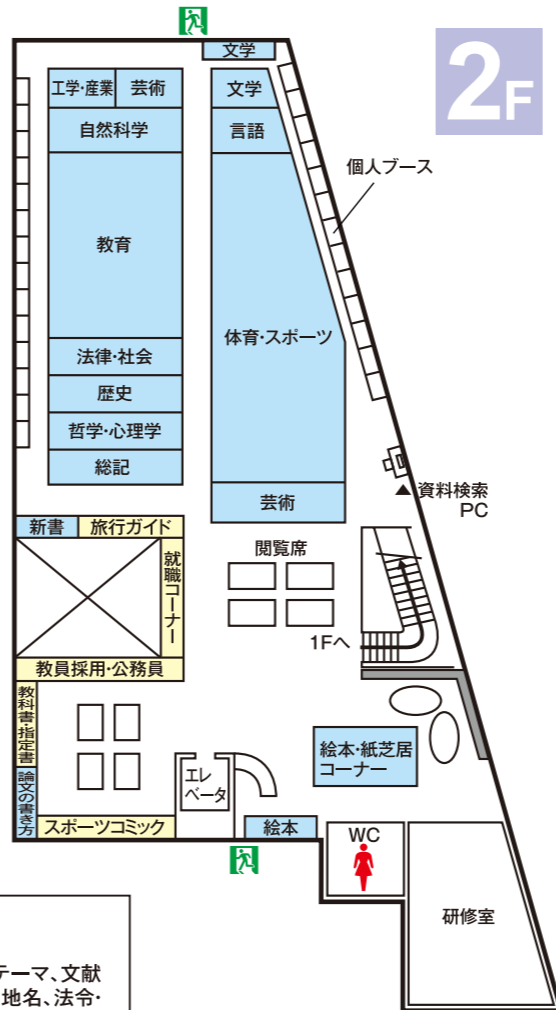 2F
文学
工学・産業
芸術
文学
自然科学
言語
個人ブース
教育
体育・スポーツ
法律・社会
歴史
哲学・心理学
総記
資料検索
PC
芸術
新書
旅行ガイド
就職コーナー
閲覧席
1Fへ
教員採用・公務員
教科書・指定書
論文の書き方
絵本・紙芝居
コーナー
エレ
ベータ
スポーツコミック
絵本
WC
研修室
テーマ、文献
地名、法令・